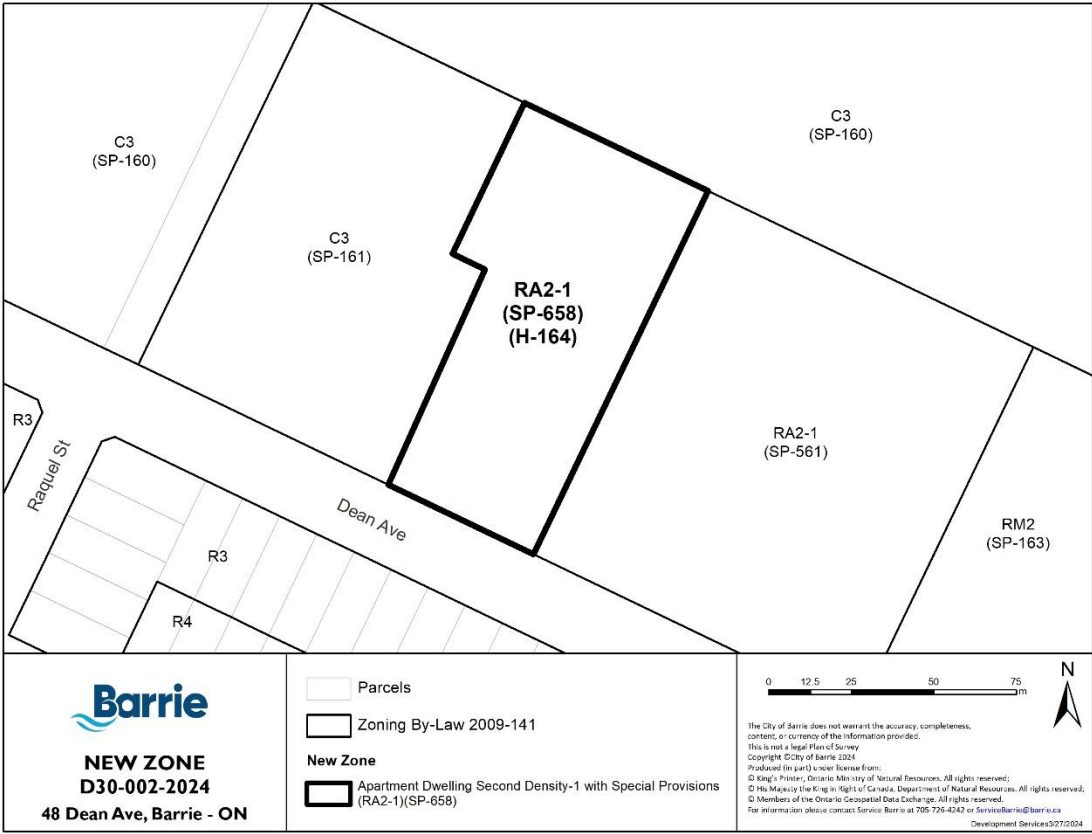 C3
(SP-160)
C3
(SP-160)
C3
(SP-161)
RA2-1
(SP-658)
(H-164)
RA2-1
(SP-561)
RM2
(SP-163)
R3
Raquel St
Dean Ave
R3
R4
Barrie
NEW ZONE
D30-002-2024
48 Dean Ave, Barrie - ON
Parcels
Zoning By-Law 2009-141
New Zone
Apartment Dwelling Second Density-1 with Special Provisions
(RA2-1)(SP-658)
0 12.5 25 50 75
m
N
The City of Barrie does not warrant the accuracy, completeness,
content, or currency of the information provided.
This is not a legal Plan of Survey
Copyright ©City of Barrie 2024
Produced (in part) under license from:
© King's Printer, Ontario Ministry of Natural Resources. All rights reserved;
© His Majesty the King in Right of Canada, Department of Natural Resources. All rights reserved;
© Members of the Ontario Geospatial Data Exchange. All rights reserved.
For information please contact Service Barrie at 705-726-4242 or ServiceBarrie@barrie.ca
Development Services3/27/2024